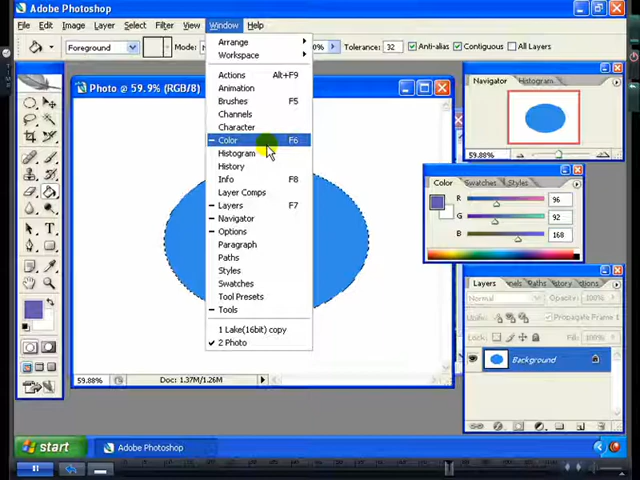 Adobe Photoshop
File Edit Image Layer Select Filter View Window Help
Foreground Tolerance: 32 Anti-alias Contiguous All Layers
Arrange
Workspace
Actions Alt+F9
Animation
Brushes F5
Channels
Character
Color F6
Histogram
History
Info F8
Layer Comps
Layers F7
Navigator
Options
Paragraph
Paths
Styles
Swatches
Tool Presets
Tools
1 Lake(16bit) copy
2 Photo
Photo @ 59.9% (RGB/8)
59.88% Doc: 1.37M/1.26M
Navigator Histogram
59.88%
Color Swatches Styles
R 96
G 92
B 168
Layers Paths History
Normal Opacity: 100%
Unify: Propagate Frame 1
Lock: Fill: 100%
Background
start Adobe Photoshop
TIME